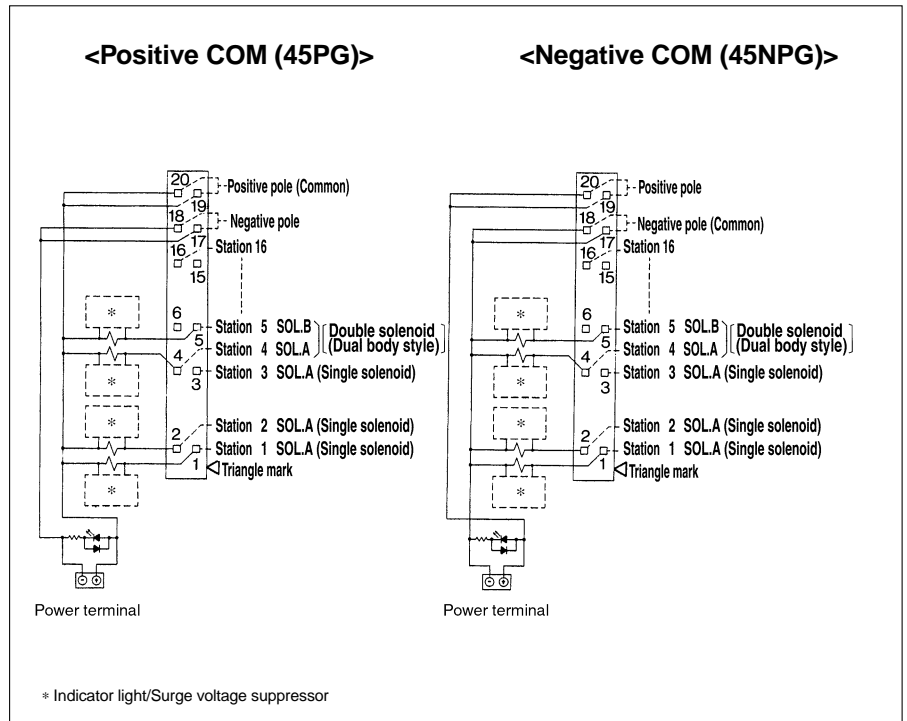 <Positive COM (45PG)>
20
Positive pole (Common)
19
18
Negative pole
17
16
Station 16
15
*
6
Station 5 SOL.B
5
Double solenoid
(Dual body style)
4
Station 4 SOL.A
Station 3 SOL.A (Single solenoid)
3
*
*
Station 2 SOL.A (Single solenoid)
2
Station 1 SOL.A (Single solenoid)
1
Triangle mark
*
⊖ ⊕
Power terminal
<Negative COM (45NPG)>
20
Positive pole
19
18
Negative pole (Common)
17
16
Station 16
15
*
6
Station 5 SOL.B
5
Double solenoid
(Dual body style)
4
Station 4 SOL.A
Station 3 SOL.A (Single solenoid)
3
*
*
Station 2 SOL.A (Single solenoid)
2
Station 1 SOL.A (Single solenoid)
1
Triangle mark
*
⊖ ⊕
Power terminal
* Indicator light/Surge voltage suppressor